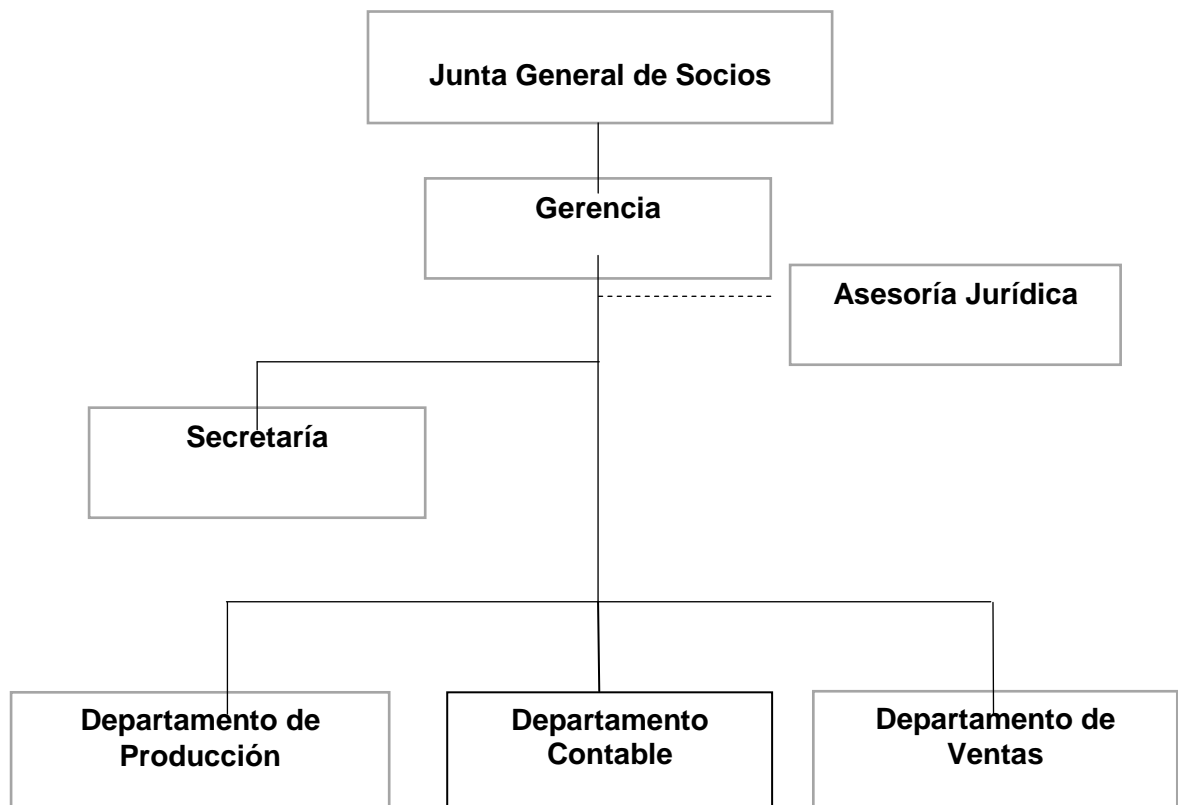 Junta General de Socios
Gerencia
Asesoría Jurídica
Secretaría
Departamento de
Producción
Departamento
Contable
Departamento de
Ventas